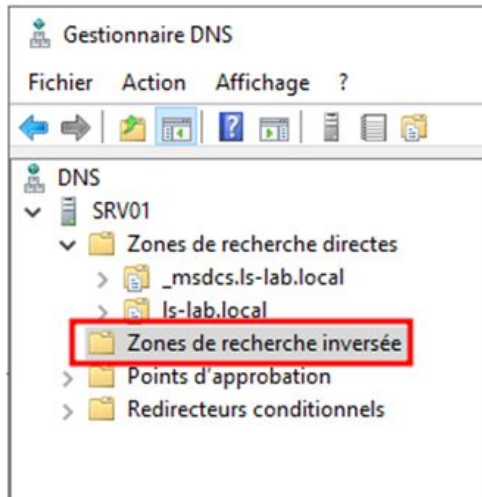 Gestionnaire DNS
Fichier Action Affichage ?
DNS
SRV01
Zones de recherche directes
_msdcs.ls-lab.local
ls-lab.local
Zones de recherche inversée
Points d'approbation
Redirecteurs conditionnels